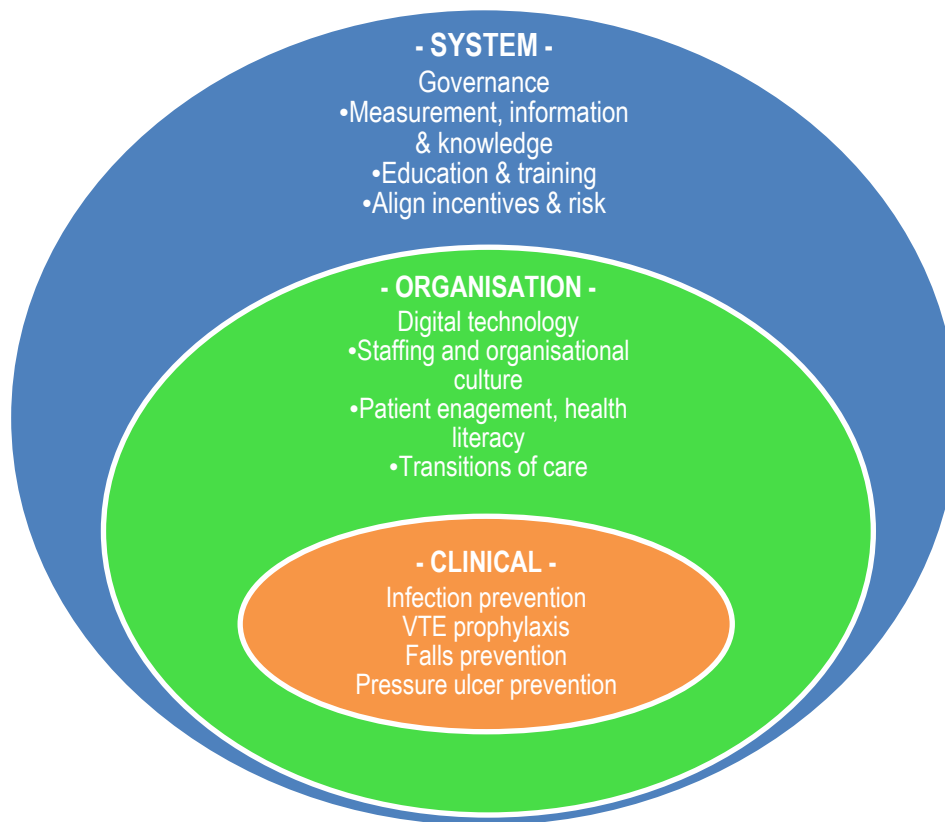 - SYSTEM -
Governance
•Measurement, information
& knowledge
•Education & training
•Align incentives & risk
- ORGANISATION -
Digital technology
•Staffing and organisational
culture
•Patient enagement, health
literacy
•Transitions of care
- CLINICAL -
Infection prevention
VTE prophylaxis
Falls prevention
Pressure ulcer prevention